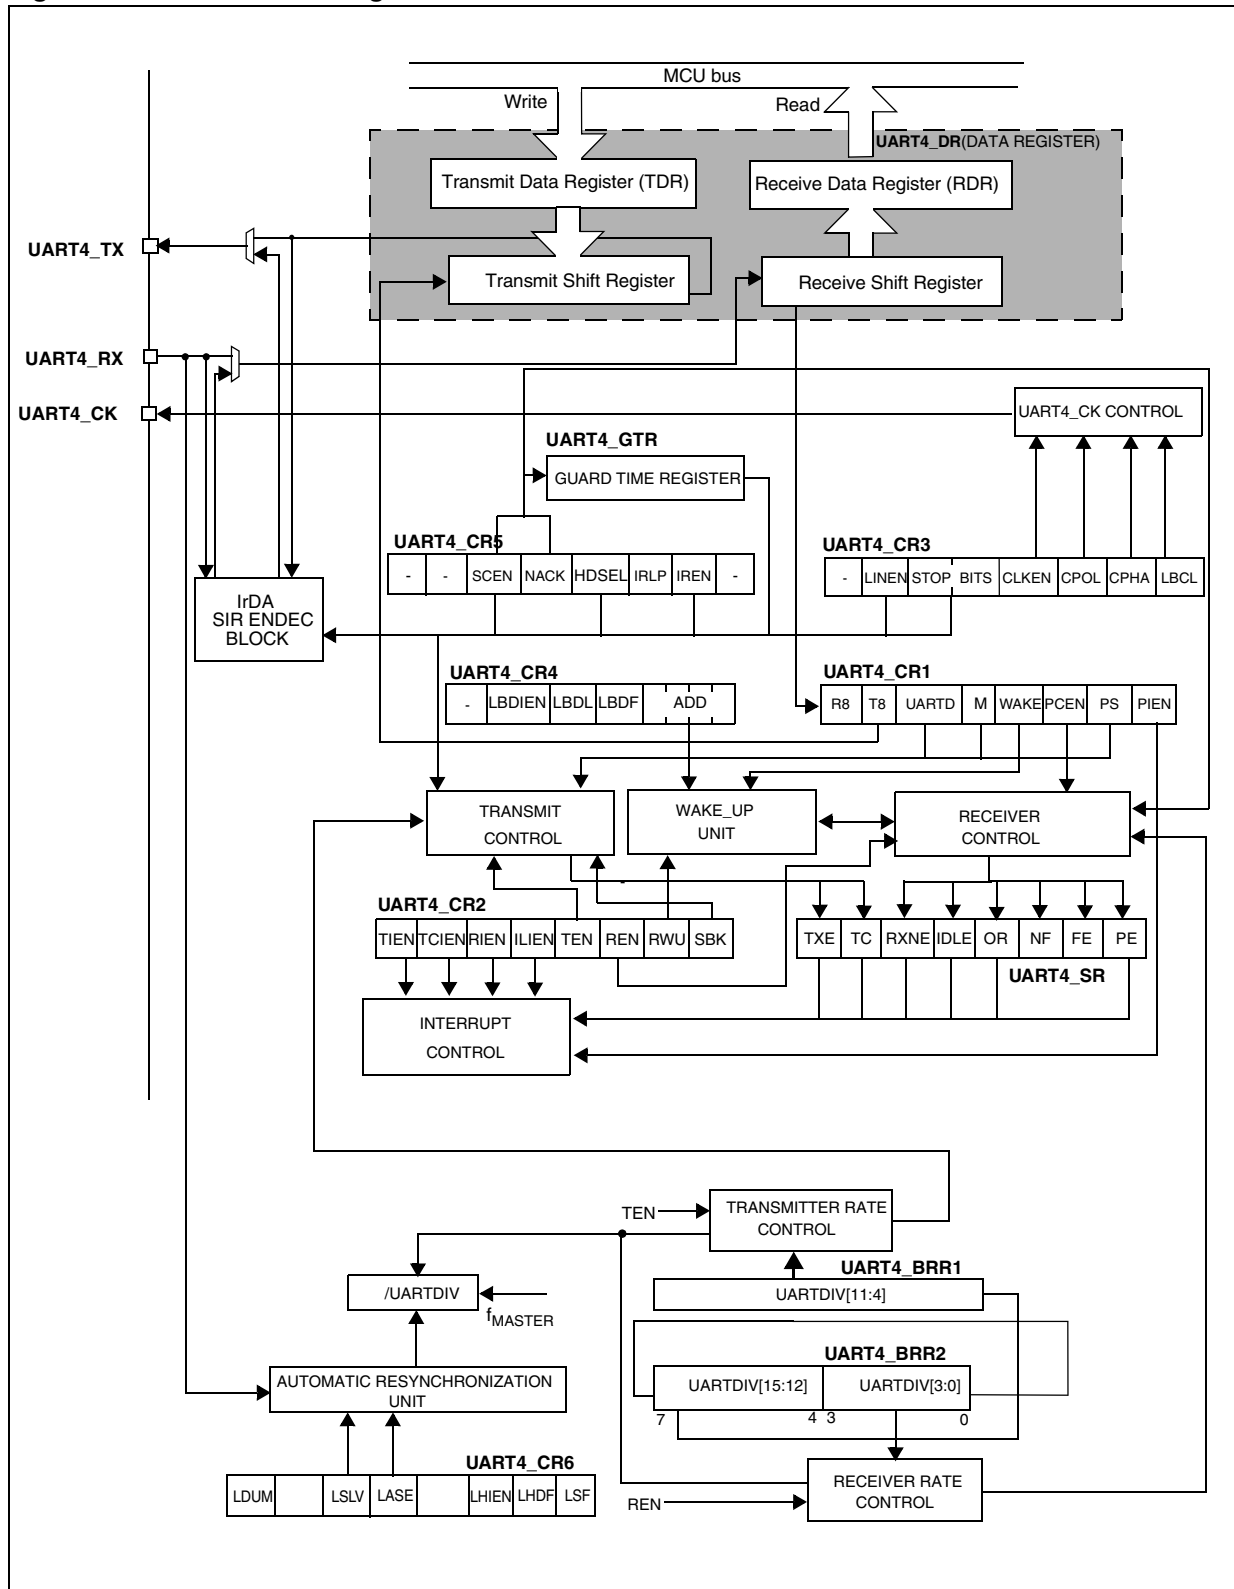 MCU bus
Write
Read
UART4_DR(DATA REGISTER)
Transmit Data Register (TDR)
Receive Data Register (RDR)
UART4_TX
Transmit Shift Register
Receive Shift Register
UART4_RX
UART4_CK
UART4_CK CONTROL
UART4_GTR
GUARD TIME REGISTER
UART4_CR5
- - SCEN NACK HDSEL IRLP IREN -
UART4_CR3
- LINEN STOP BITS CLKEN CPOL CPHA LBCL
IrDA
SIR ENDEC
BLOCK
UART4_CR4
- LBDIEN LBDL LBDF ADD
UART4_CR1
R8 T8 UARTD M WAKE PCEN PS PIEN
TRANSMIT
CONTROL
WAKE_UP
UNIT
RECEIVER
CONTROL
UART4_CR2
TIEN TCIEN RIEN ILIEN TEN REN RWU SBK
TXE TC RXNE IDLE OR NF FE PE
UART4_SR
INTERRUPT
CONTROL
TEN
TRANSMITTER RATE
CONTROL
UART4_BRR1
UARTDIV[11:4]
/UARTDIV
fMASTER
UART4_BRR2
UARTDIV[15:12] UARTDIV[3:0]
7 4 3 0
AUTOMATIC RESYNCHRONIZATION
UNIT
UART4_CR6
LDUM LSLV LASE LHIEN LHDF LSF
REN
RECEIVER RATE
CONTROL